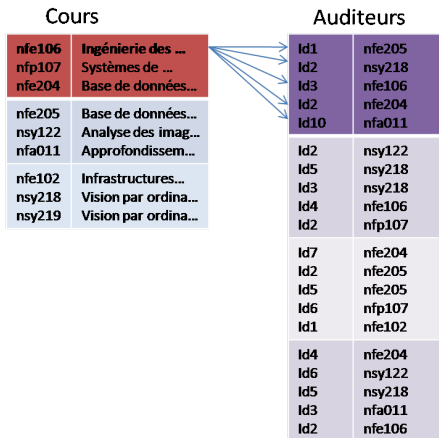 Cours
nfe106 Ingénierie des ...
nfp107 Systèmes de ...
nfe204 Base de données...
nfe205 Base de données...
nsy122 Analyse des imag...
nfa011 Approfondissem...
nfe102 Infrastructures...
nsy218 Vision par ordina...
nsy219 Vision par ordina...
Auditeurs
Id1 nfe205
Id2 nsy218
Id3 nfe106
Id2 nfe204
Id10 nfa011
Id2 nsy122
Id5 nsy218
Id3 nsy218
Id4 nfe106
Id2 nfp107
Id7 nfe204
Id2 nfe205
Id5 nfe205
Id6 nfp107
Id1 nfe102
Id4 nfe204
Id6 nsy122
Id5 nsy218
Id3 nfa011
Id2 nfe106